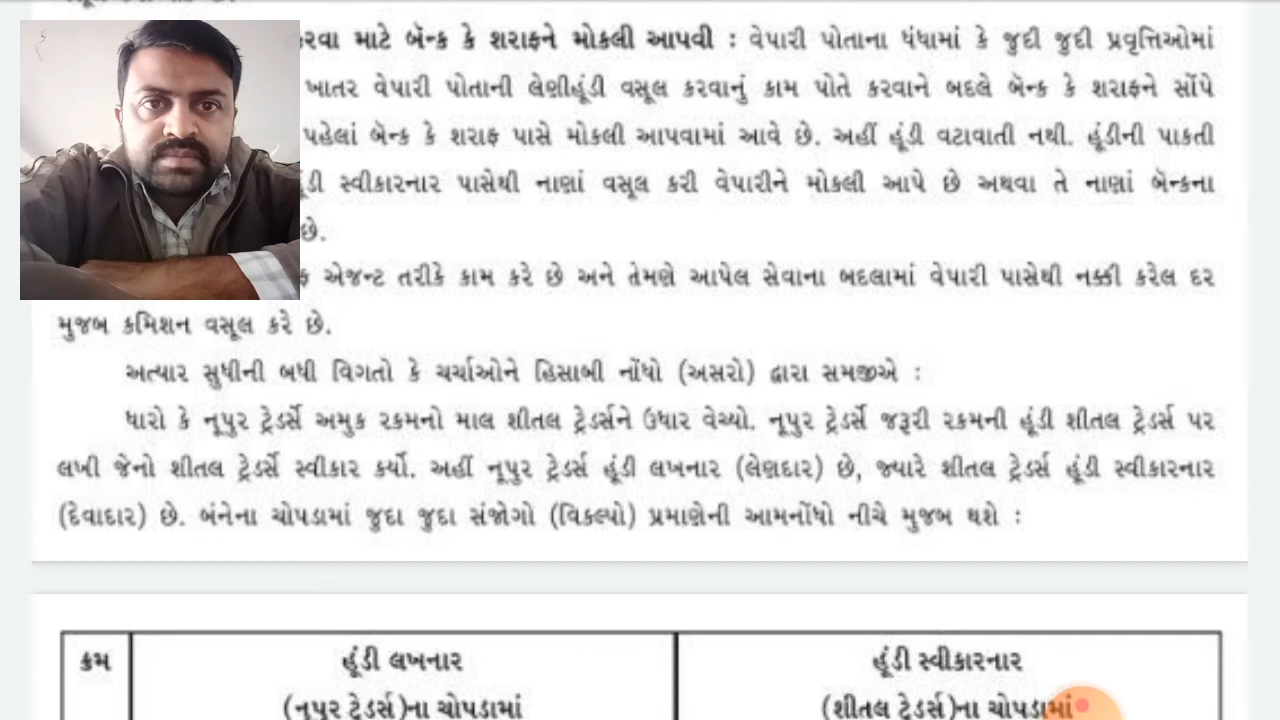 રવા માટે બૅન્ક કે શરાફને મોકલી આપવી : વેપારી પોતાના ધંધામાં કે જુદી જુદી પ્રવૃત્તિઓમાં
ખાતર વેપારી પોતાની લેણીહૂંડી વસૂલ કરવાનું કામ પોતે કરવાને બદલે બૅન્ક કે શરાફને સોંપે
પહેલાં બૅન્ક કે શરાફ પાસે મોકલી આપવામાં આવે છે. અહીં હૂંડી વટાવાતી નથી. હૂંડીની પાકતી
હૂંડી સ્વીકારનાર પાસેથી નાણાં વસૂલ કરી વેપારીને મોકલી આપે છે અથવા તે નાણાં બૅન્કના
છે.
એજન્ટ તરીકે કામ કરે છે અને તેમણે આપેલ સેવાના બદલામાં વેપારી પાસેથી નક્કી કરેલ દર
મુજબ કમિશન વસૂલ કરે છે.
અત્યાર સુધીની બધી વિગતો કે ચર્ચાઓને હિસાબી નોંધો (અસરો) દ્વારા સમજીએ :
ધારો કે નૂપુર ટ્રેડર્સે અમુક રકમનો માલ શીતલ ટ્રેડર્સને ઉધાર વેચ્યો. નૂપુર ટ્રેડર્સે જરૂરી રકમની હૂંડી શીતલ ટ્રેડર્સ પર
લખી જેનો શીતલ ટ્રેડર્સે સ્વીકાર કર્યો. અહીં નૂપુર ટ્રેડર્સ હૂંડી લખનાર (લેણદાર) છે, જ્યારે શીતલ ટ્રેડર્સ હૂંડી સ્વીકારનાર
(દેવાદાર) છે. બંનેના ચોપડામાં જુદા જુદા સંજોગો (વિકલ્પો) પ્રમાણેની આમનોંધો નીચે મુજબ થશે :
ક્રમ હૂંડી લખનાર હૂંડી સ્વીકારનાર
(નૂપુર ટ્રેડર્સ)ના ચોપડામાં (શીતલ ટ્રેડર્સ)ના ચોપડામાં